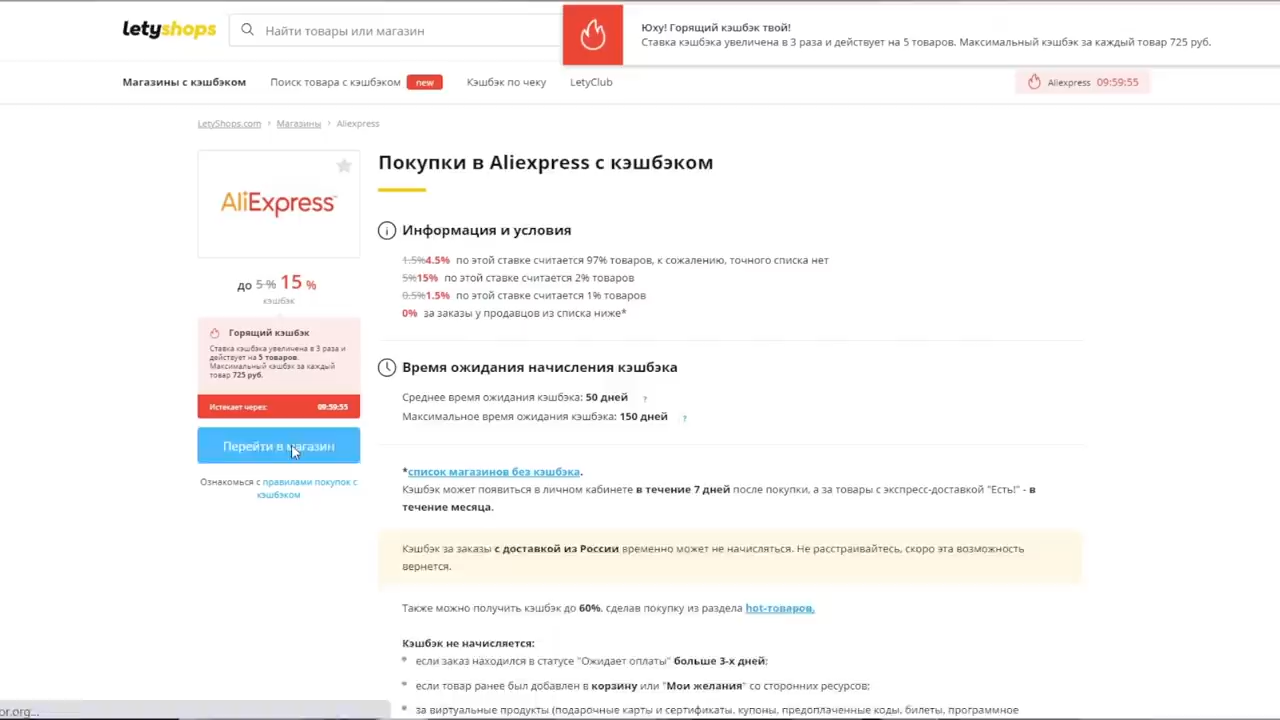 letyshops
Найти товары или магазин
Юху! Горящий кэшбэк твой!
Ставка кэшбэка увеличена в 3 раза и действует на 5 товаров. Максимальный кэшбэк за каждый товар 725 руб.
Магазины с кэшбэком Поиск товара с кэшбэком new Кэшбэк по чеку LetyClub Aliexpress 09:59:55
LetyShops.com › Магазины › Aliexpress
AliExpress
до 5 % 15 %
кэшбэк
Горящий кэшбэк
Ставка кэшбэка увеличена в 3 раза и
действует на 5 товаров.
Максимальный кэшбэк за каждый
товар 725 руб.
Истекает через: 09:59:55
Перейти в магазин
Ознакомься с правилами покупок с
кэшбэком
Покупки в Aliexpress с кэшбэком
Информация и условия
1.5%4.5% по этой ставке считается 97% товаров, к сожалению, точного списка нет
5%15% по этой ставке считается 2% товаров
0.5%1.5% по этой ставке считается 1% товаров
0% за заказы у продавцов из списка ниже*
Время ожидания начисления кэшбэка
Среднее время ожидания кэшбэка: 50 дней ?
Максимальное время ожидания кэшбэка: 150 дней ?
*список магазинов без кэшбэка.
Кэшбэк может появиться в личном кабинете в течение 7 дней после покупки, а за товары с экспресс-доставкой "Есть!" - в
течение месяца.
Кэшбэк за заказы с доставкой из России временно может не начисляться. Не расстраивайтесь, скоро эта возможность
вернется.
Также можно получить кэшбэк до 60%, сделав покупку из раздела hot-товаров.
Кэшбэк не начисляется:
* если заказ находился в статусе "Ожидает оплаты" больше 3-х дней;
* если товар ранее был добавлен в корзину или "Мои желания" со сторонних ресурсов;
* за виртуальные продукты (подарочные карты и сертификаты, купоны, предоплаченные коды, билеты, программное
or.org...